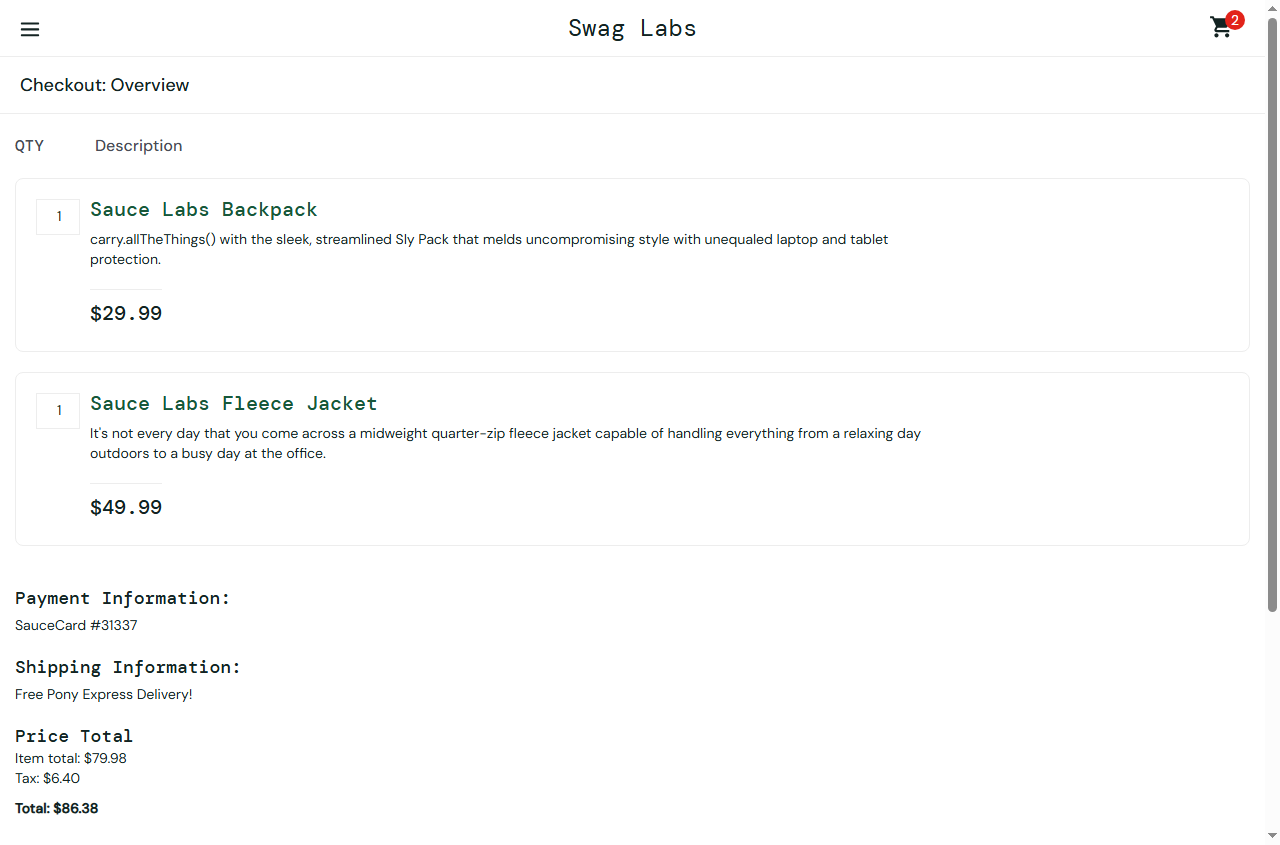 Swag Labs
2
Checkout: Overview
QTY Description
1
Sauce Labs Backpack
carry.allTheThings() with the sleek, streamlined Sly Pack that melds uncompromising style with unequaled laptop and tablet
protection.
$29.99
1
Sauce Labs Fleece Jacket
It's not every day that you come across a midweight quarter-zip fleece jacket capable of handling everything from a relaxing day
outdoors to a busy day at the office.
$49.99
Payment Information:
SauceCard #31337
Shipping Information:
Free Pony Express Delivery!
Price Total
Item total: $79.98
Tax: $6.40
Total: $86.38